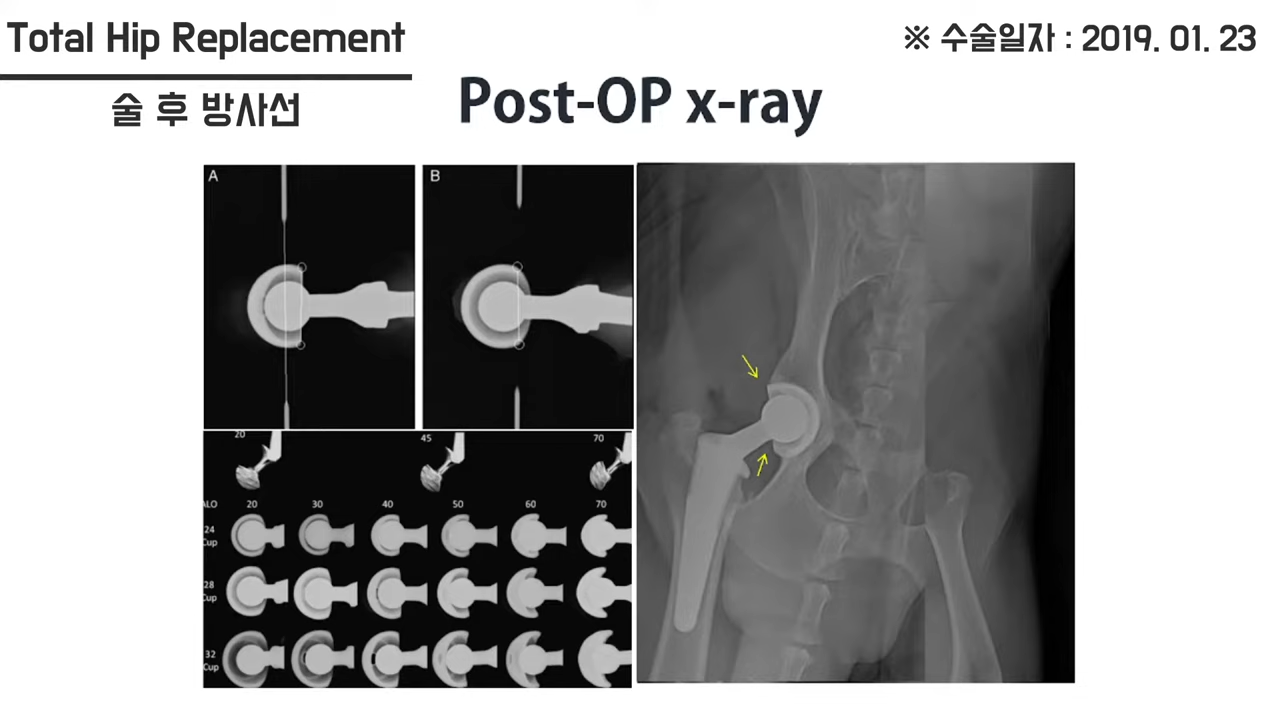 Total Hip Replacement
※ 수술일자 : 2019. 01. 23
술 후 방사선
Post-OP x-ray
A
B
20
45
70
ALO
20
30
40
50
60
70
24
Cup
28
Cup
32
Cup